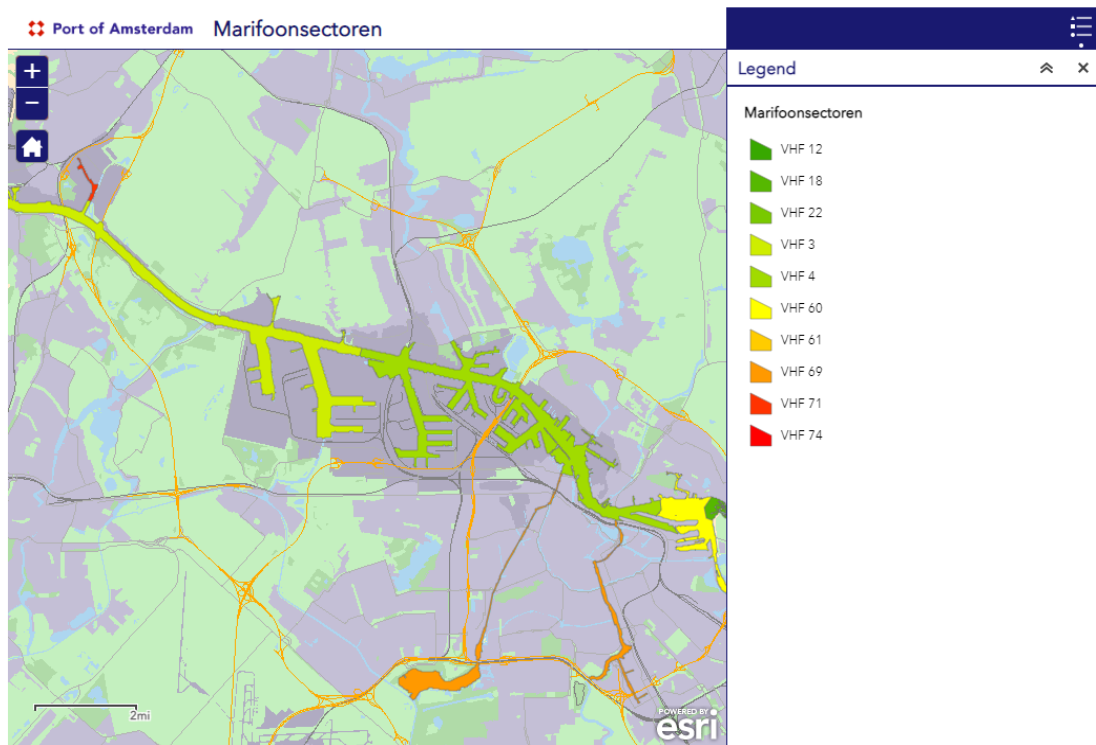 Port of Amsterdam Marifoonsectoren
+
−
Legend
Marifoonsectoren
VHF 12
VHF 18
VHF 22
VHF 3
VHF 4
VHF 60
VHF 61
VHF 69
VHF 71
VHF 74
2mi
POWERED BY
esri